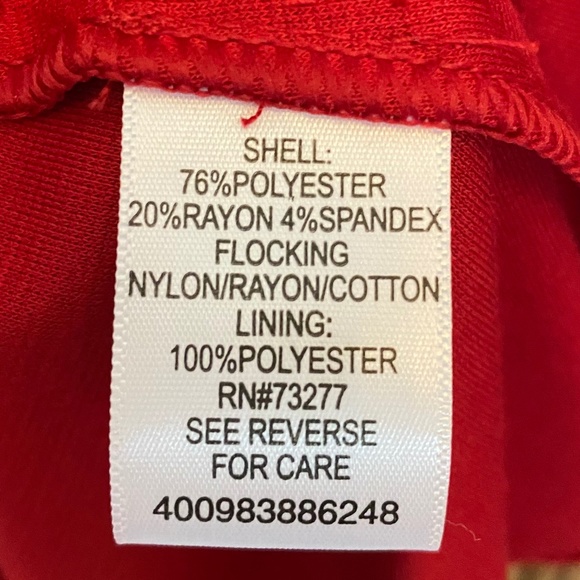 SHELL:
76%POLYESTER
20%RAYON 4%SPANDEX
FLOCKING
NYLON/RAYON/COTTON
LINING:
100%POLYESTER
RN#73277
SEE REVERSE
FOR CARE
400983886248